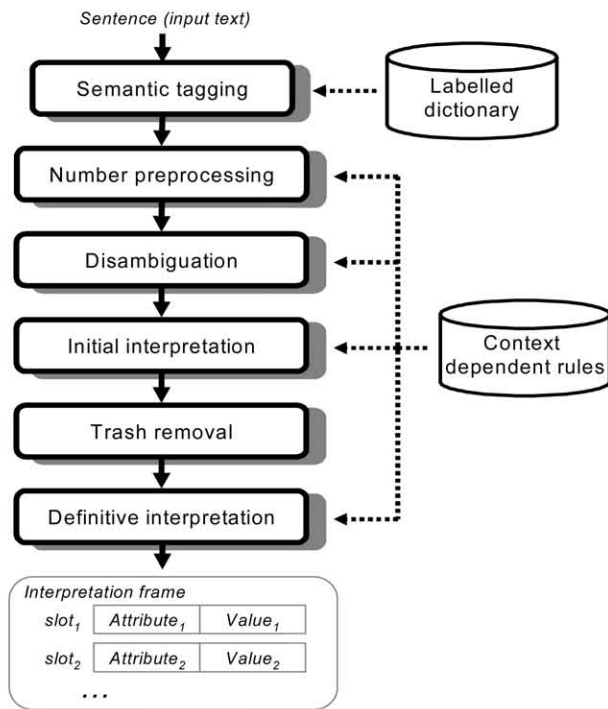 Sentence (input text)
Semantic tagging
Labelled
dictionary
Number preprocessing
Disambiguation
Initial interpretation
Context
dependent rules
Trash removal
Definitive interpretation
Interpretation frame
slot1 Attribute1 Value1
slot2 Attribute2 Value2
...